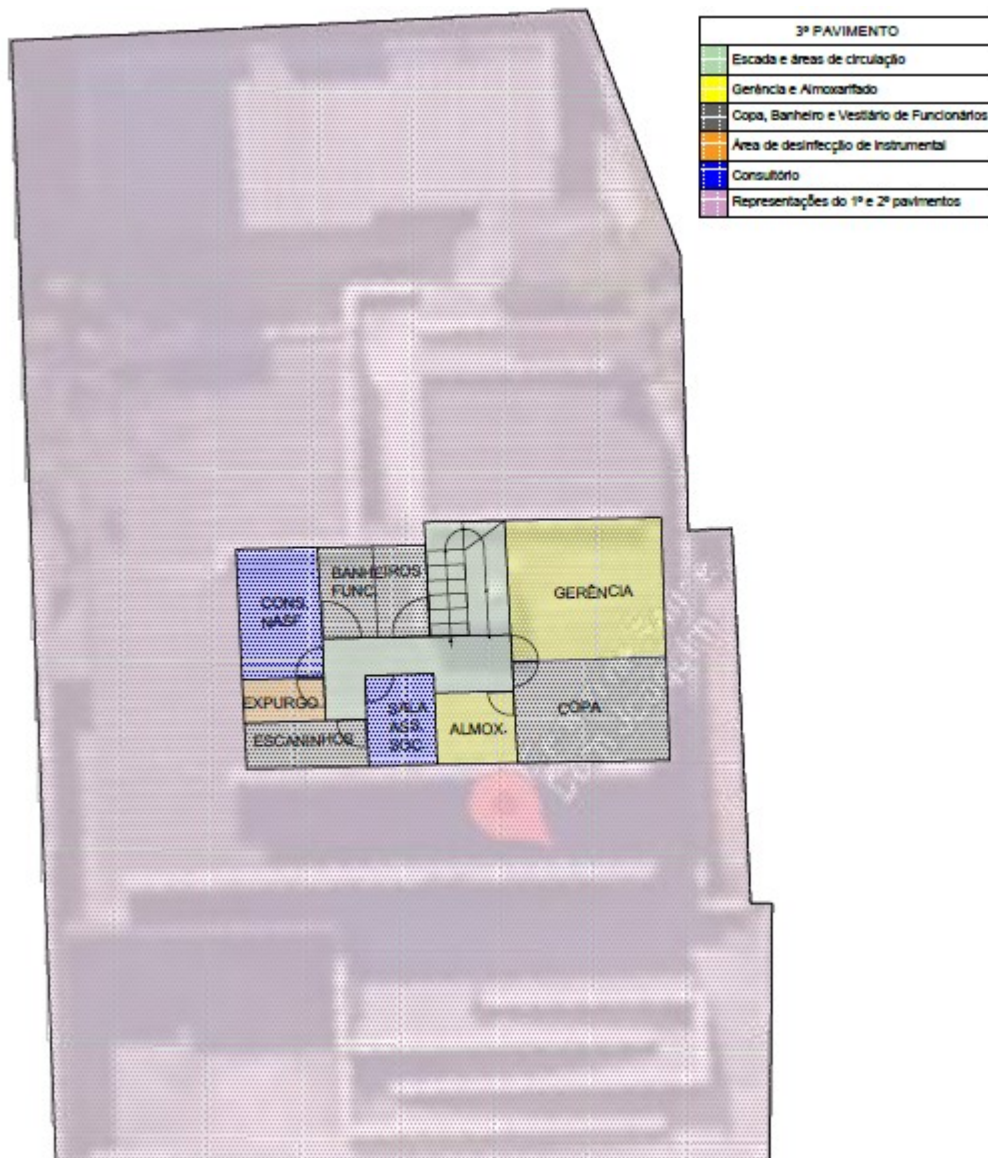 3º PAVIMENTO
Escada e áreas de circulação
Gerência e Almoxarifado
Copa, Banheiro e Vestiário de Funcionários
Área de desinfecção de Instrumental
Consultório
Representações do 1º e 2º pavimentos
BANHEIROS
FUNC.
GERÊNCIA
CONS.
NASF
EXPURGO
SALA
ASS.
SGC
COPA
ALMOX.
ESCANINHOS